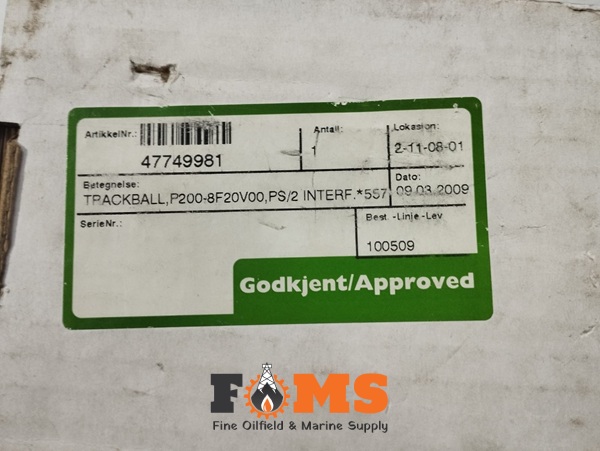 ArtikkelNr.:
47749981
Antall:
1
Lokasjon:
2-11-08-01
Betegnelse:
TRACKBALL,P200-8F20V00,PS/2 INTERF.*557
Dato:
09.03.2009
SerieNr.:
Best. -Linje -Lev
100509
Godkjent/Approved
FOMS
Fine Oilfield & Marine Supply